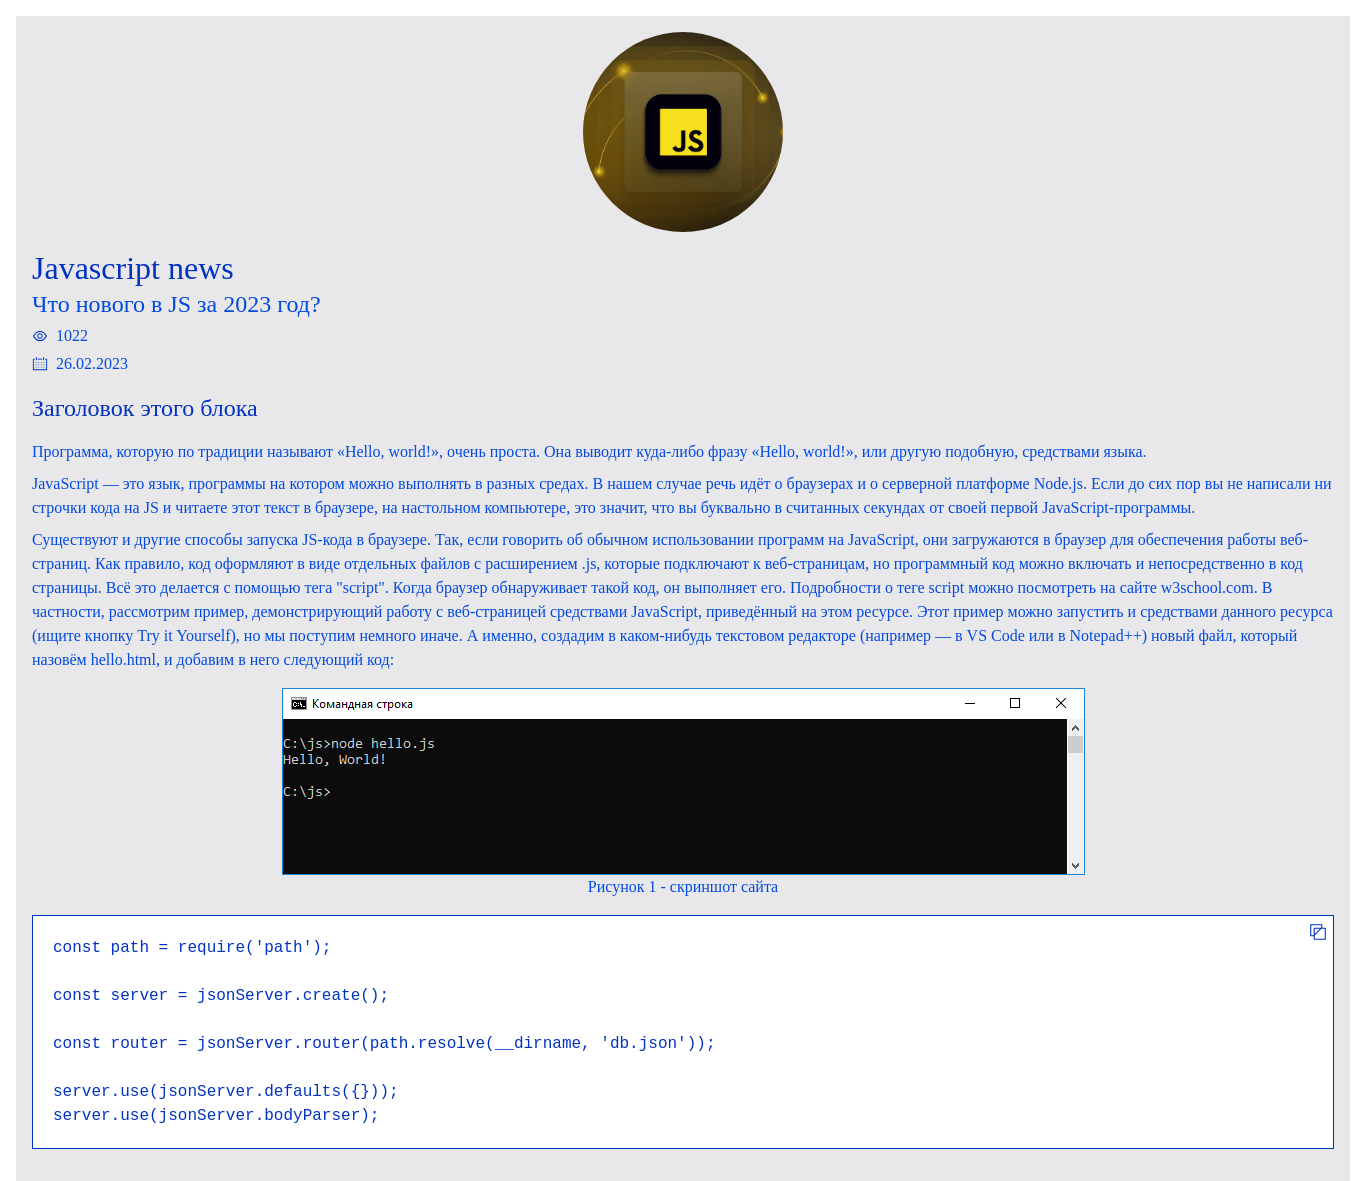 JS
Javascript news
Что нового в JS за 2023 год?
1022
26.02.2023
Заголовок этого блока
Программа, которую по традиции называют «Hello, world!», очень проста. Она выводит куда-либо фразу «Hello, world!», или другую подобную, средствами языка.
JavaScript — это язык, программы на котором можно выполнять в разных средах. В нашем случае речь идёт о браузерах и о серверной платформе Node.js. Если до сих пор вы не написали ни
строчки кода на JS и читаете этот текст в браузере, на настольном компьютере, это значит, что вы буквально в считанных секундах от своей первой JavaScript-программы.
Существуют и другие способы запуска JS-кода в браузере. Так, если говорить об обычном использовании программ на JavaScript, они загружаются в браузер для обеспечения работы веб-
страниц. Как правило, код оформляют в виде отдельных файлов с расширением .js, которые подключают к веб-страницам, но программный код можно включать и непосредственно в код
страницы. Всё это делается с помощью тега "script". Когда браузер обнаруживает такой код, он выполняет его. Подробности о теге script можно посмотреть на сайте w3school.com. В
частности, рассмотрим пример, демонстрирующий работу с веб-страницей средствами JavaScript, приведённый на этом ресурсе. Этот пример можно запустить и средствами данного ресурса
(ищите кнопку Try it Yourself), но мы поступим немного иначе. А именно, создадим в каком-нибудь текстовом редакторе (например — в VS Code или в Notepad++) новый файл, который
назовём hello.html, и добавим в него следующий код:
Командная строка
C:\js>node hello.js
Hello, World!
C:\js>
Рисунок 1 - скриншот сайта
const path = require('path');
const server = jsonServer.create();
const router = jsonServer.router(path.resolve(__dirname, 'db.json'));
server.use(jsonServer.defaults({}));
server.use(jsonServer.bodyParser);